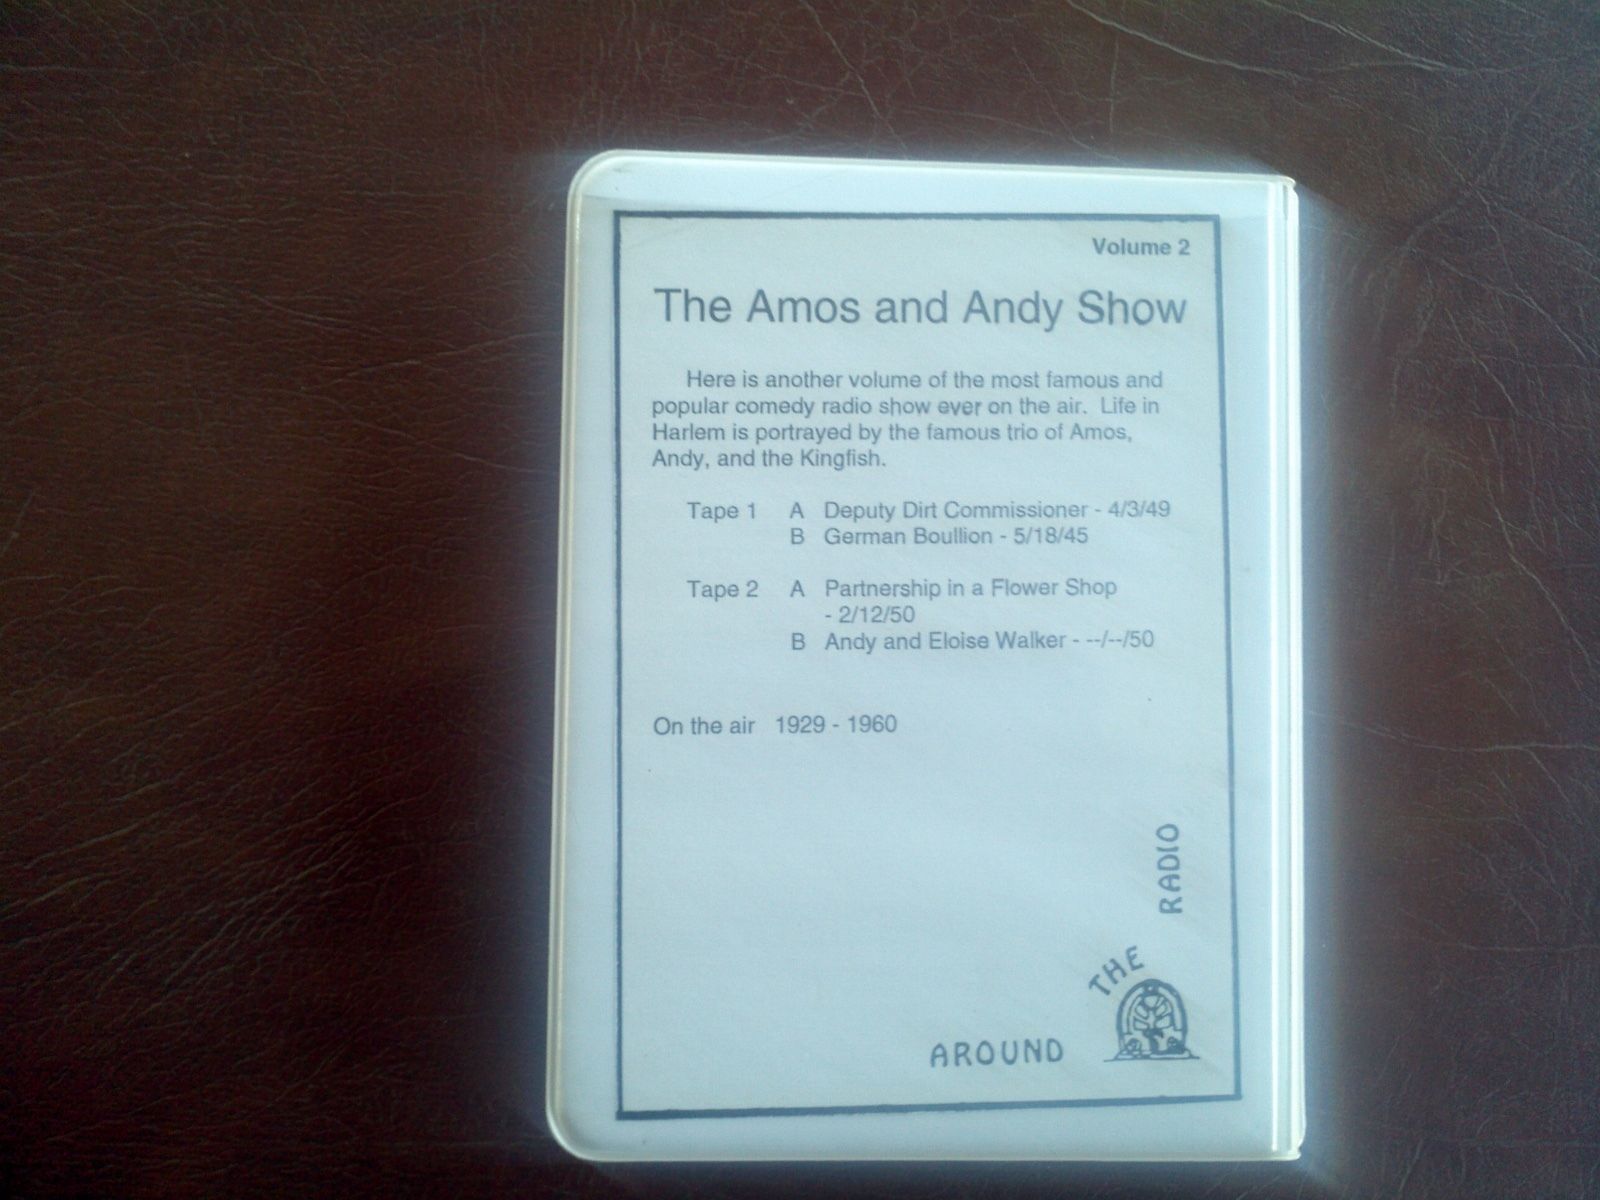 Volume 2
The Amos and Andy Show
Here is another volume of the most famous and
popular comedy radio show ever on the air. Life in
Harlem is portrayed by the famous trio of Amos,
Andy, and the Kingfish.
Tape 1 A Deputy Dirt Commissioner - 4/3/49
B German Boullion - 5/18/45
Tape 2 A Partnership in a Flower Shop
- 2/12/50
B Andy and Eloise Walker - --/--/50
On the air 1929 - 1960
AROUND
THE
RADIO